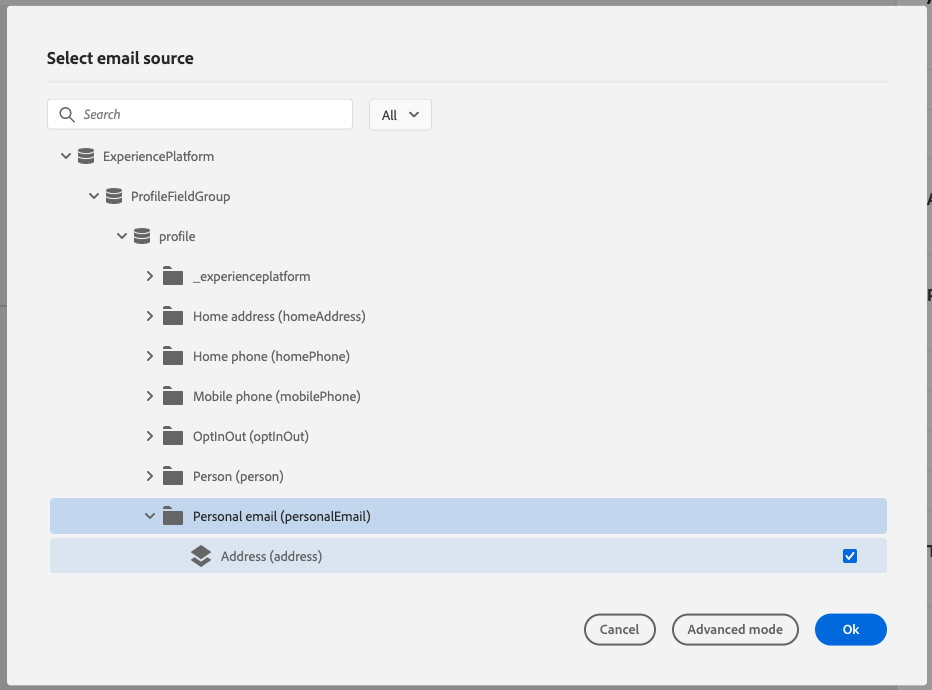 Select email source
Search
All
ExperiencePlatform
ProfileFieldGroup
profile
_experienceplatform
Home address (homeAddress)
Home phone (homePhone)
Mobile phone (mobilePhone)
OptInOut (optInOut)
Person (person)
Personal email (personalEmail)
Address (address)
Cancel
Advanced mode
Ok